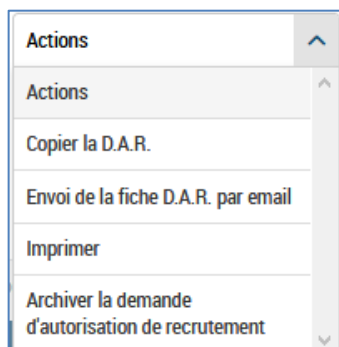 Actions
Actions
Copier la D.A.R.
Envoi de la fiche D.A.R. par email
Imprimer
Archiver la demande
d'autorisation de recrutement